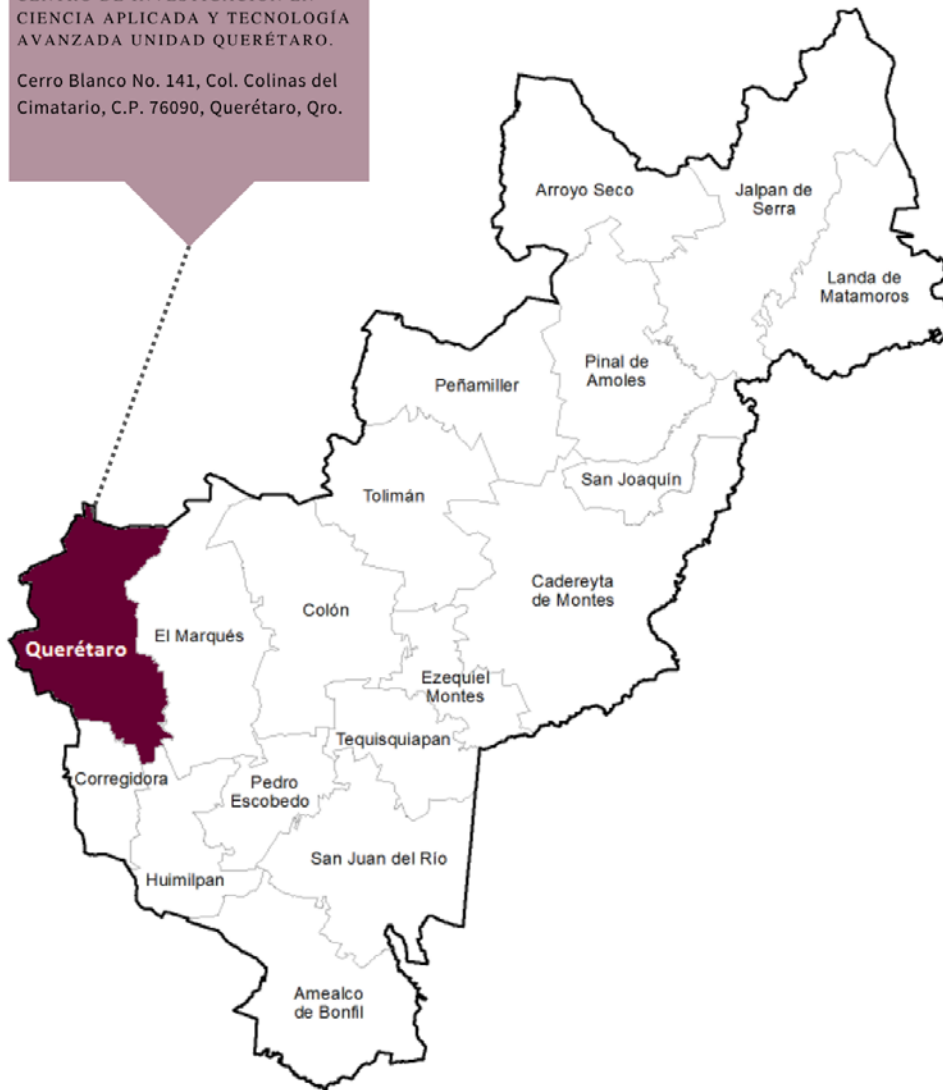 CIENCIA APLICADA Y TECNOLOGÍA
AVANZADA UNIDAD QUERÉTARO.
Cerro Blanco No. 141, Col. Colinas del
Cimatario, C.P. 76090, Querétaro, Qro.
Arroyo Seco
Jalpan de
Serra
Landa de
Matamoros
Pinal de
Amoles
Peñamiller
San Joaquín
Tolimán
Cadereyta
de Montes
Colón
El Marqués
Querétaro
Ezequiel
Montes
Tequisquiapan
Corregidora
Pedro
Escobedo
San Juan del Río
Huimilpan
Amealco
de Bonfil